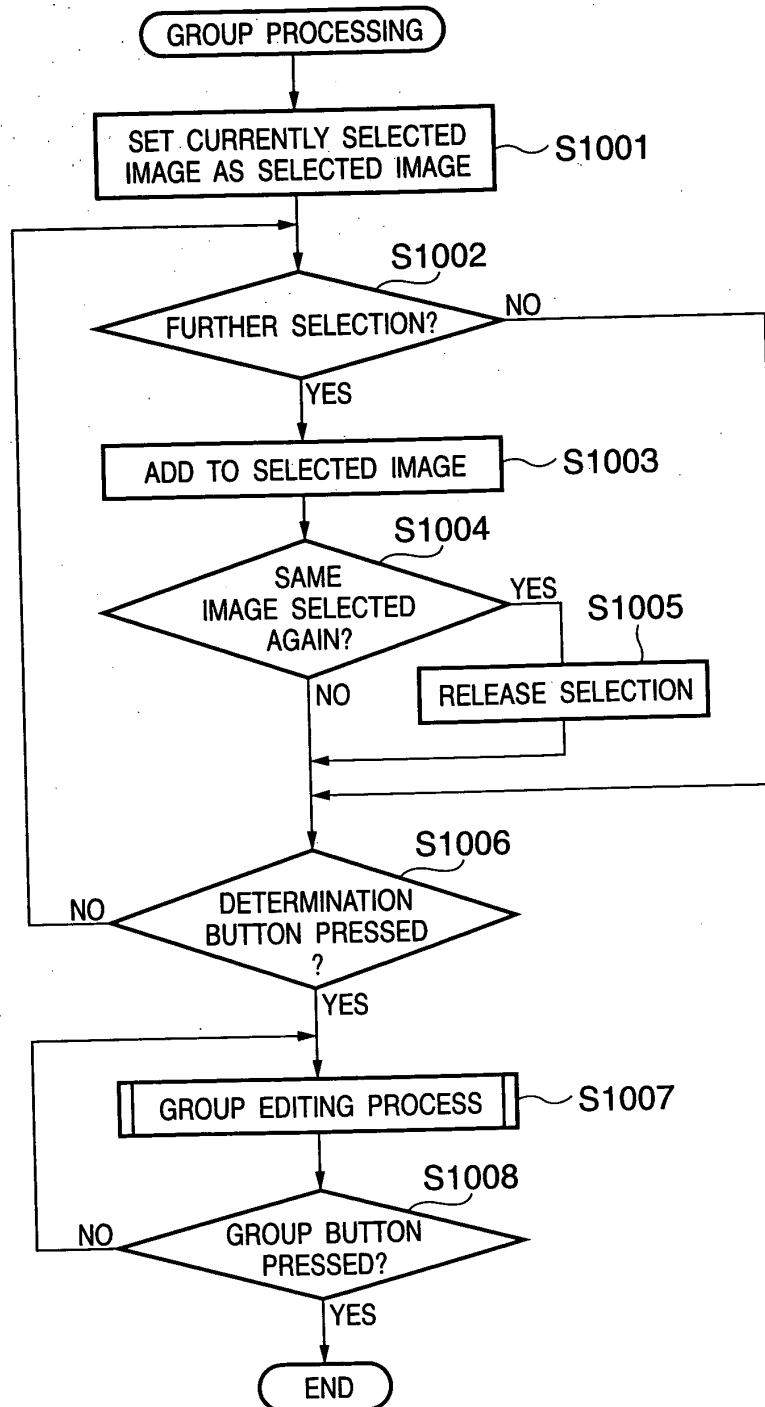 GROUP PROCESSING
SET CURRENTLY SELECTED
IMAGE AS SELECTED IMAGE
S1001
S1002
FURTHER SELECTION?
NO
YES
ADD TO SELECTED IMAGE
S1003
S1004
SAME
IMAGE SELECTED
AGAIN?
YES
S1005
NO
RELEASE SELECTION
S1006
DETERMINATION
BUTTON PRESSED
?
NO
YES
GROUP EDITING PROCESS
S1007
S1008
GROUP BUTTON
PRESSED?
NO
YES
END